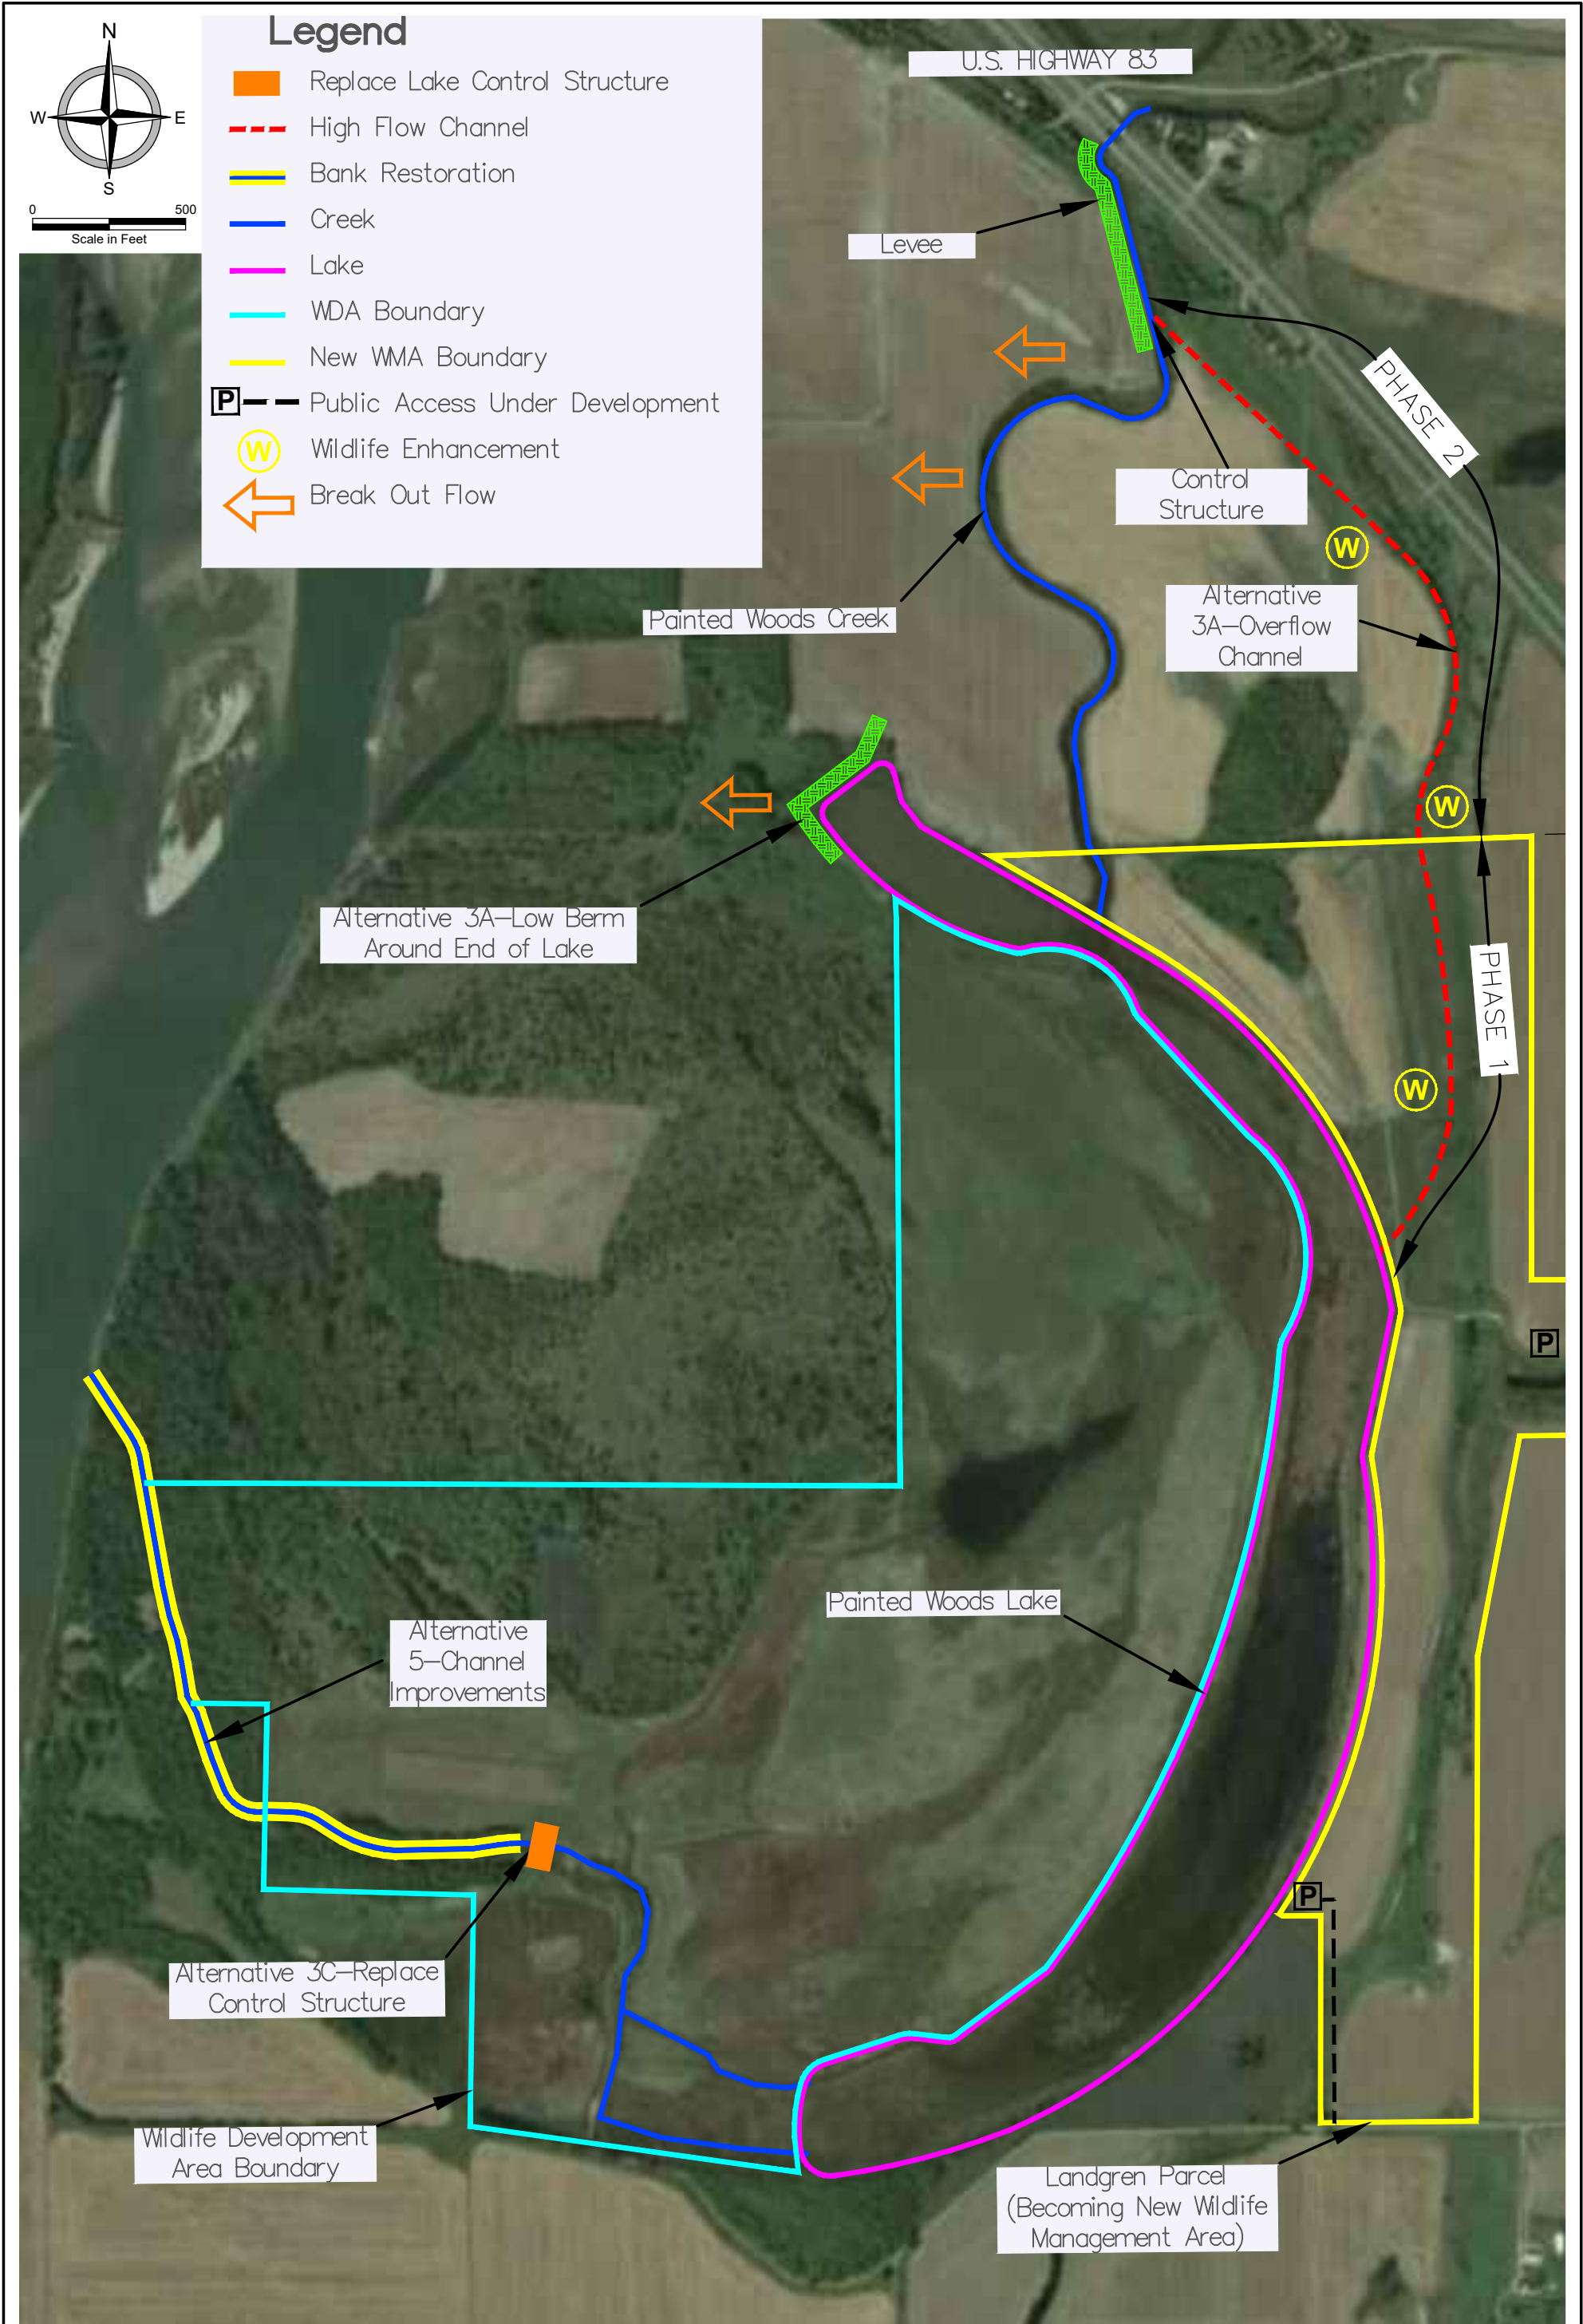 N
W
E
S
0 500
Scale in Feet
Legend
Replace Lake Control Structure
High Flow Channel
Bank Restoration
Creek
Lake
WDA Boundary
New WMA Boundary
P Public Access Under Development
W Wildlife Enhancement
Break Out Flow
U.S. HIGHWAY 83
Levee
PHASE 2
Control
Structure
W
Alternative
3A-Overflow
Channel
Painted Woods Creek
W
Alternative 3A-Low Berm
Around End of Lake
PHASE 1
W
P
Painted Woods Lake
Alternative
5-Channel
Improvements
P
Alternative 3C-Replace
Control Structure
Wildlife Development
Area Boundary
Landgren Parcel
(Becoming New Wildlife
Management Area)